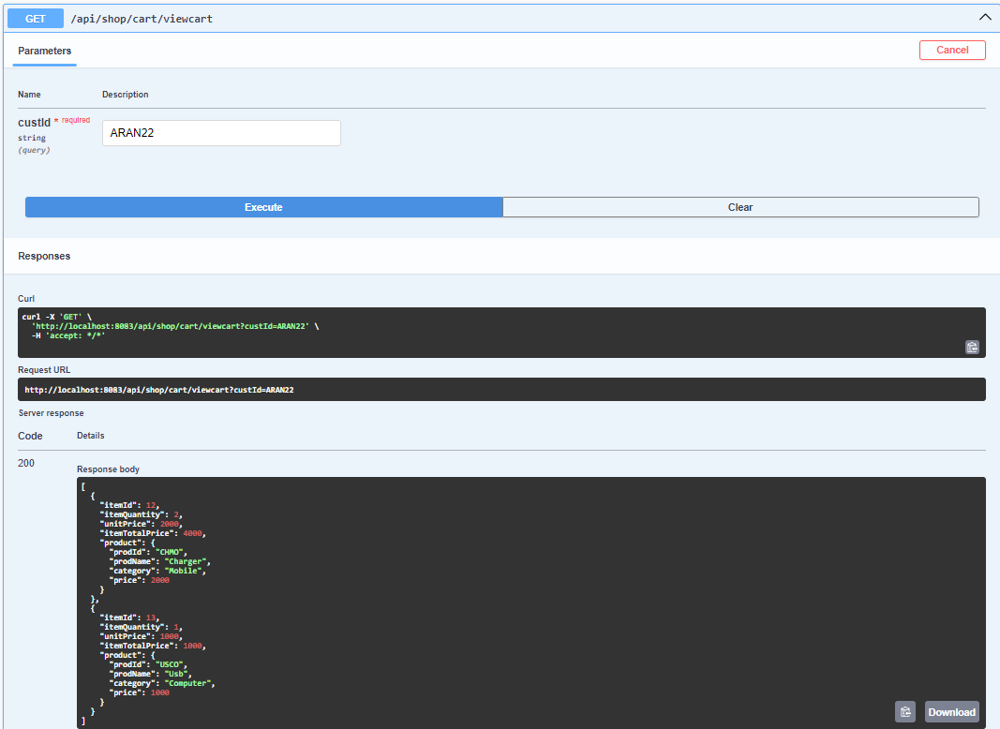 GET /api/shop/cart/viewcart
Parameters
Cancel
Name Description
custId * required
string
(query)
ARAN22
Execute
Clear
Responses
Curl
curl -X 'GET' \
  'http://localhost:8083/api/shop/cart/viewcart?custId=ARAN22' \
  -H 'accept: */*'
Request URL
http://localhost:8083/api/shop/cart/viewcart?custId=ARAN22
Server response
Code Details
200
Response body
[
  {
    "itemId": 12,
    "itemQuantity": 2,
    "unitPrice": 2000,
    "itemTotalPrice": 4000,
    "product": {
      "prodId": "CHMO",
      "prodName": "Charger",
      "category": "Mobile",
      "price": 2000
    }
  },
  {
    "itemId": 13,
    "itemQuantity": 1,
    "unitPrice": 1000,
    "itemTotalPrice": 1000,
    "product": {
      "prodId": "USCO",
      "prodName": "Usb",
      "category": "Computer",
      "price": 1000
    }
  }
]
Download